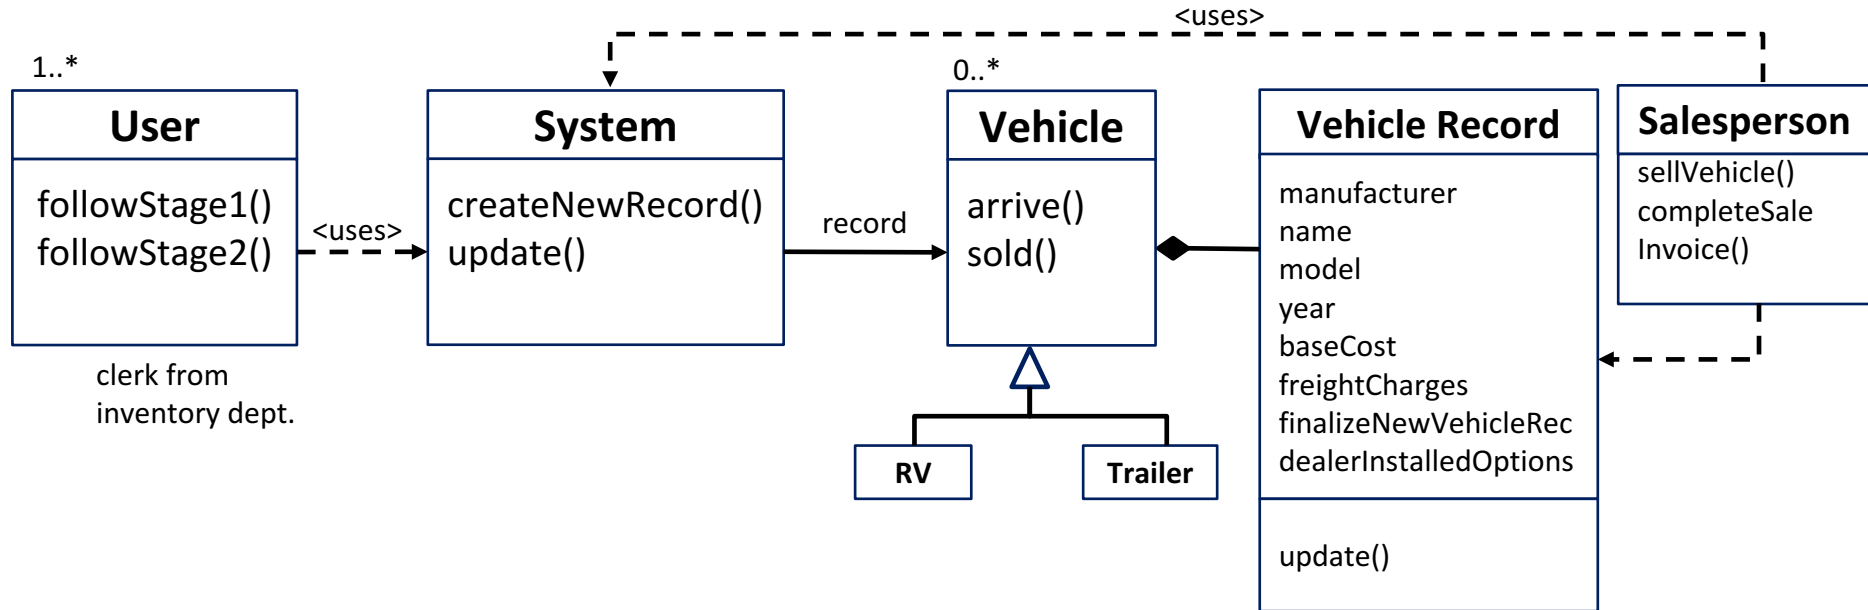 <uses>
1..*
0..*
User
System
Vehicle
Vehicle Record
Salesperson
followStage1()
followStage2()
<uses>
createNewRecord()
update()
record
arrive()
sold()
manufacturer
name
model
year
baseCost
freightCharges
finalizeNewVehicleRec
dealerInstalledOptions
update()
sellVehicle()
completeSale
Invoice()
clerk from
inventory dept.
RV
Trailer